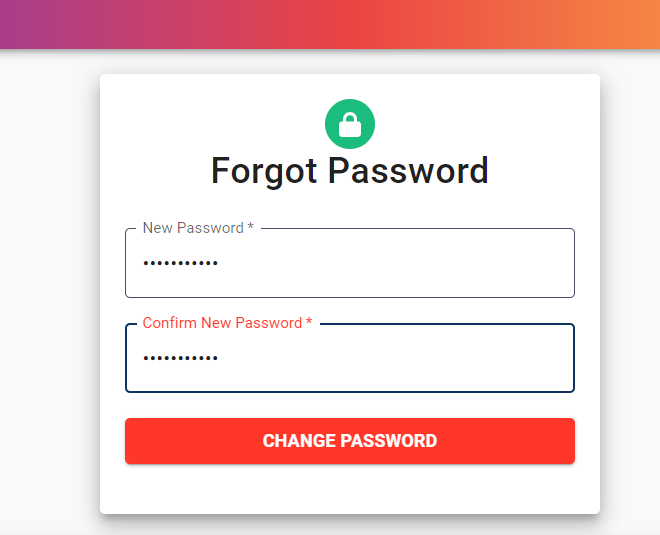 Forgot Password
New Password *
•••••••••••
Confirm New Password *
•••••••••••
CHANGE PASSWORD